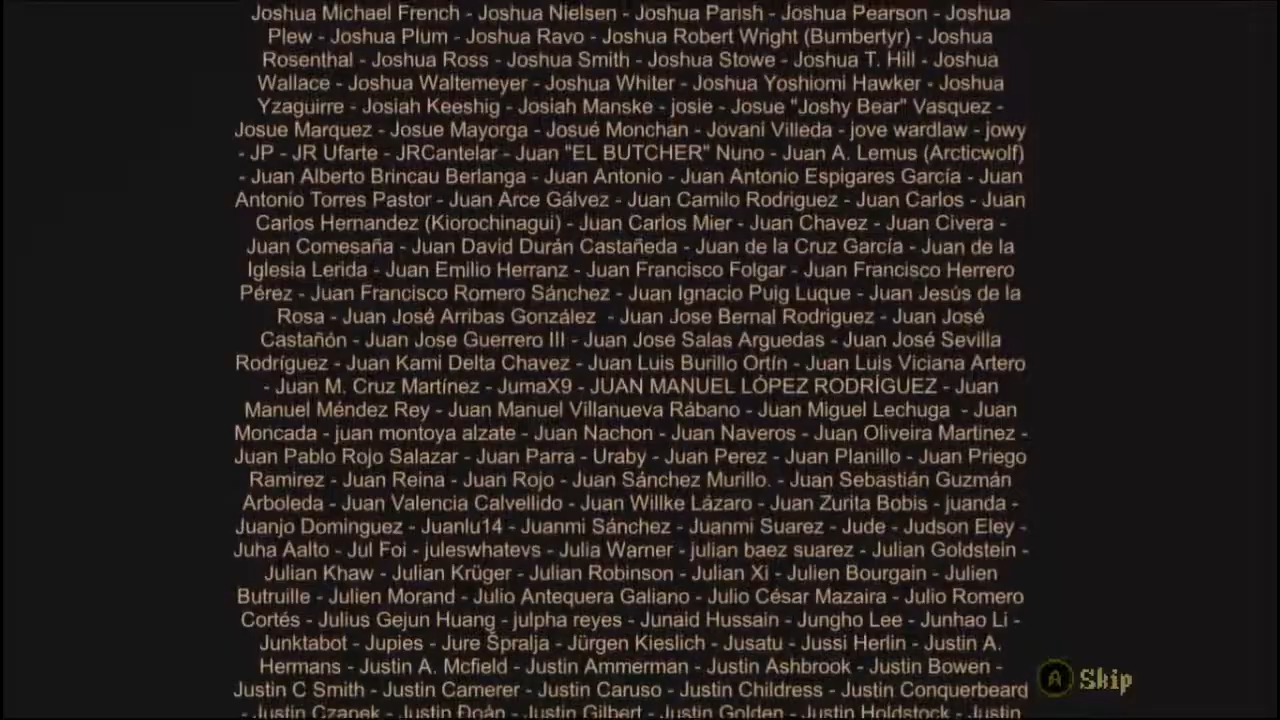 Joshua Michael French - Joshua Nielsen - Joshua Parish - Joshua Pearson - Joshua
Plew - Joshua Plum - Joshua Ravo - Joshua Robert Wright (Bumbertyr) - Joshua
Rosenthal - Joshua Ross - Joshua Smith - Joshua Stowe - Joshua T. Hill - Joshua
Wallace - Joshua Waltemeyer - Joshua Whiter - Joshua Yoshiomi Hawker - Joshua
Yzaguirre - Josiah Keeshig - Josiah Manske - josie - Josue "Joshy Bear" Vasquez -
Josue Marquez - Josue Mayorga - Josué Monchan - Jovani Villeda - jove wardlaw - jowy
- JP - JR Ufarte - JRCantelar - Juan "EL BUTCHER" Nuno - Juan A. Lemus (Arcticwolf)
- Juan Alberto Brincau Berlanga - Juan Antonio - Juan Antonio Espigares García - Juan
Antonio Torres Pastor - Juan Arce Gálvez - Juan Camilo Rodriguez - Juan Carlos - Juan
Carlos Hernandez (Kiorochinagui) - Juan Carlos Mier - Juan Chavez - Juan Civera -
Juan Comesaña - Juan David Durán Castañeda - Juan de la Cruz García - Juan de la
Iglesia Lerida - Juan Emilio Herranz - Juan Francisco Folgar - Juan Francisco Herrero
Pérez - Juan Francisco Romero Sánchez - Juan Ignacio Puig Luque - Juan Jesús de la
Rosa - Juan José Arribas González - Juan Jose Bernal Rodriguez - Juan José
Castañón - Juan Jose Guerrero III - Juan Jose Salas Arguedas - Juan José Sevilla
Rodríguez - Juan Kami Delta Chavez - Juan Luis Burillo Ortín - Juan Luis Viciana Artero
- Juan M. Cruz Martínez - JumaX9 - JUAN MANUEL LÓPEZ RODRÍGUEZ - Juan
Manuel Méndez Rey - Juan Manuel Villanueva Rábano - Juan Miguel Lechuga - Juan
Moncada - juan montoya alzate - Juan Nachon - Juan Naveros - Juan Oliveira Martinez -
Juan Pablo Rojo Salazar - Juan Parra - Uraby - Juan Perez - Juan Planillo - Juan Priego
Ramirez - Juan Reina - Juan Rojo - Juan Sánchez Murillo. - Juan Sebastián Guzmán
Arboleda - Juan Valencia Calvellido - Juan Willke Lázaro - Juan Zurita Bobis - juanda -
Juanjo Dominguez - Juanlu14 - Juanmi Sánchez - Juanmi Suarez - Jude - Judson Eley -
Juha Aalto - Jul Foi - juleswhatevs - Julia Warner - julian baez suarez - Julian Goldstein -
Julian Khaw - Julian Krüger - Julian Robinson - Julian Xi - Julien Bourgain - Julien
Butruille - Julien Morand - Julio Antequera Galiano - Julio César Mazaira - Julio Romero
Cortés - Julius Gejun Huang - julpha reyes - Junaid Hussain - Jungho Lee - Junhao Li -
Junktabot - Jupies - Jure Špralja - Jürgen Kieslich - Jusatu - Jussi Herlin - Justin A.
Hermans - Justin A. Mcfield - Justin Ammerman - Justin Ashbrook - Justin Bowen -
Justin C Smith - Justin Camerer - Justin Caruso - Justin Childress - Justin Conquerbeard
- Justin Czapek - Justin Đoàn - Justin Gilbert - Justin Golden - Justin Holdstock - Justin
A Skip